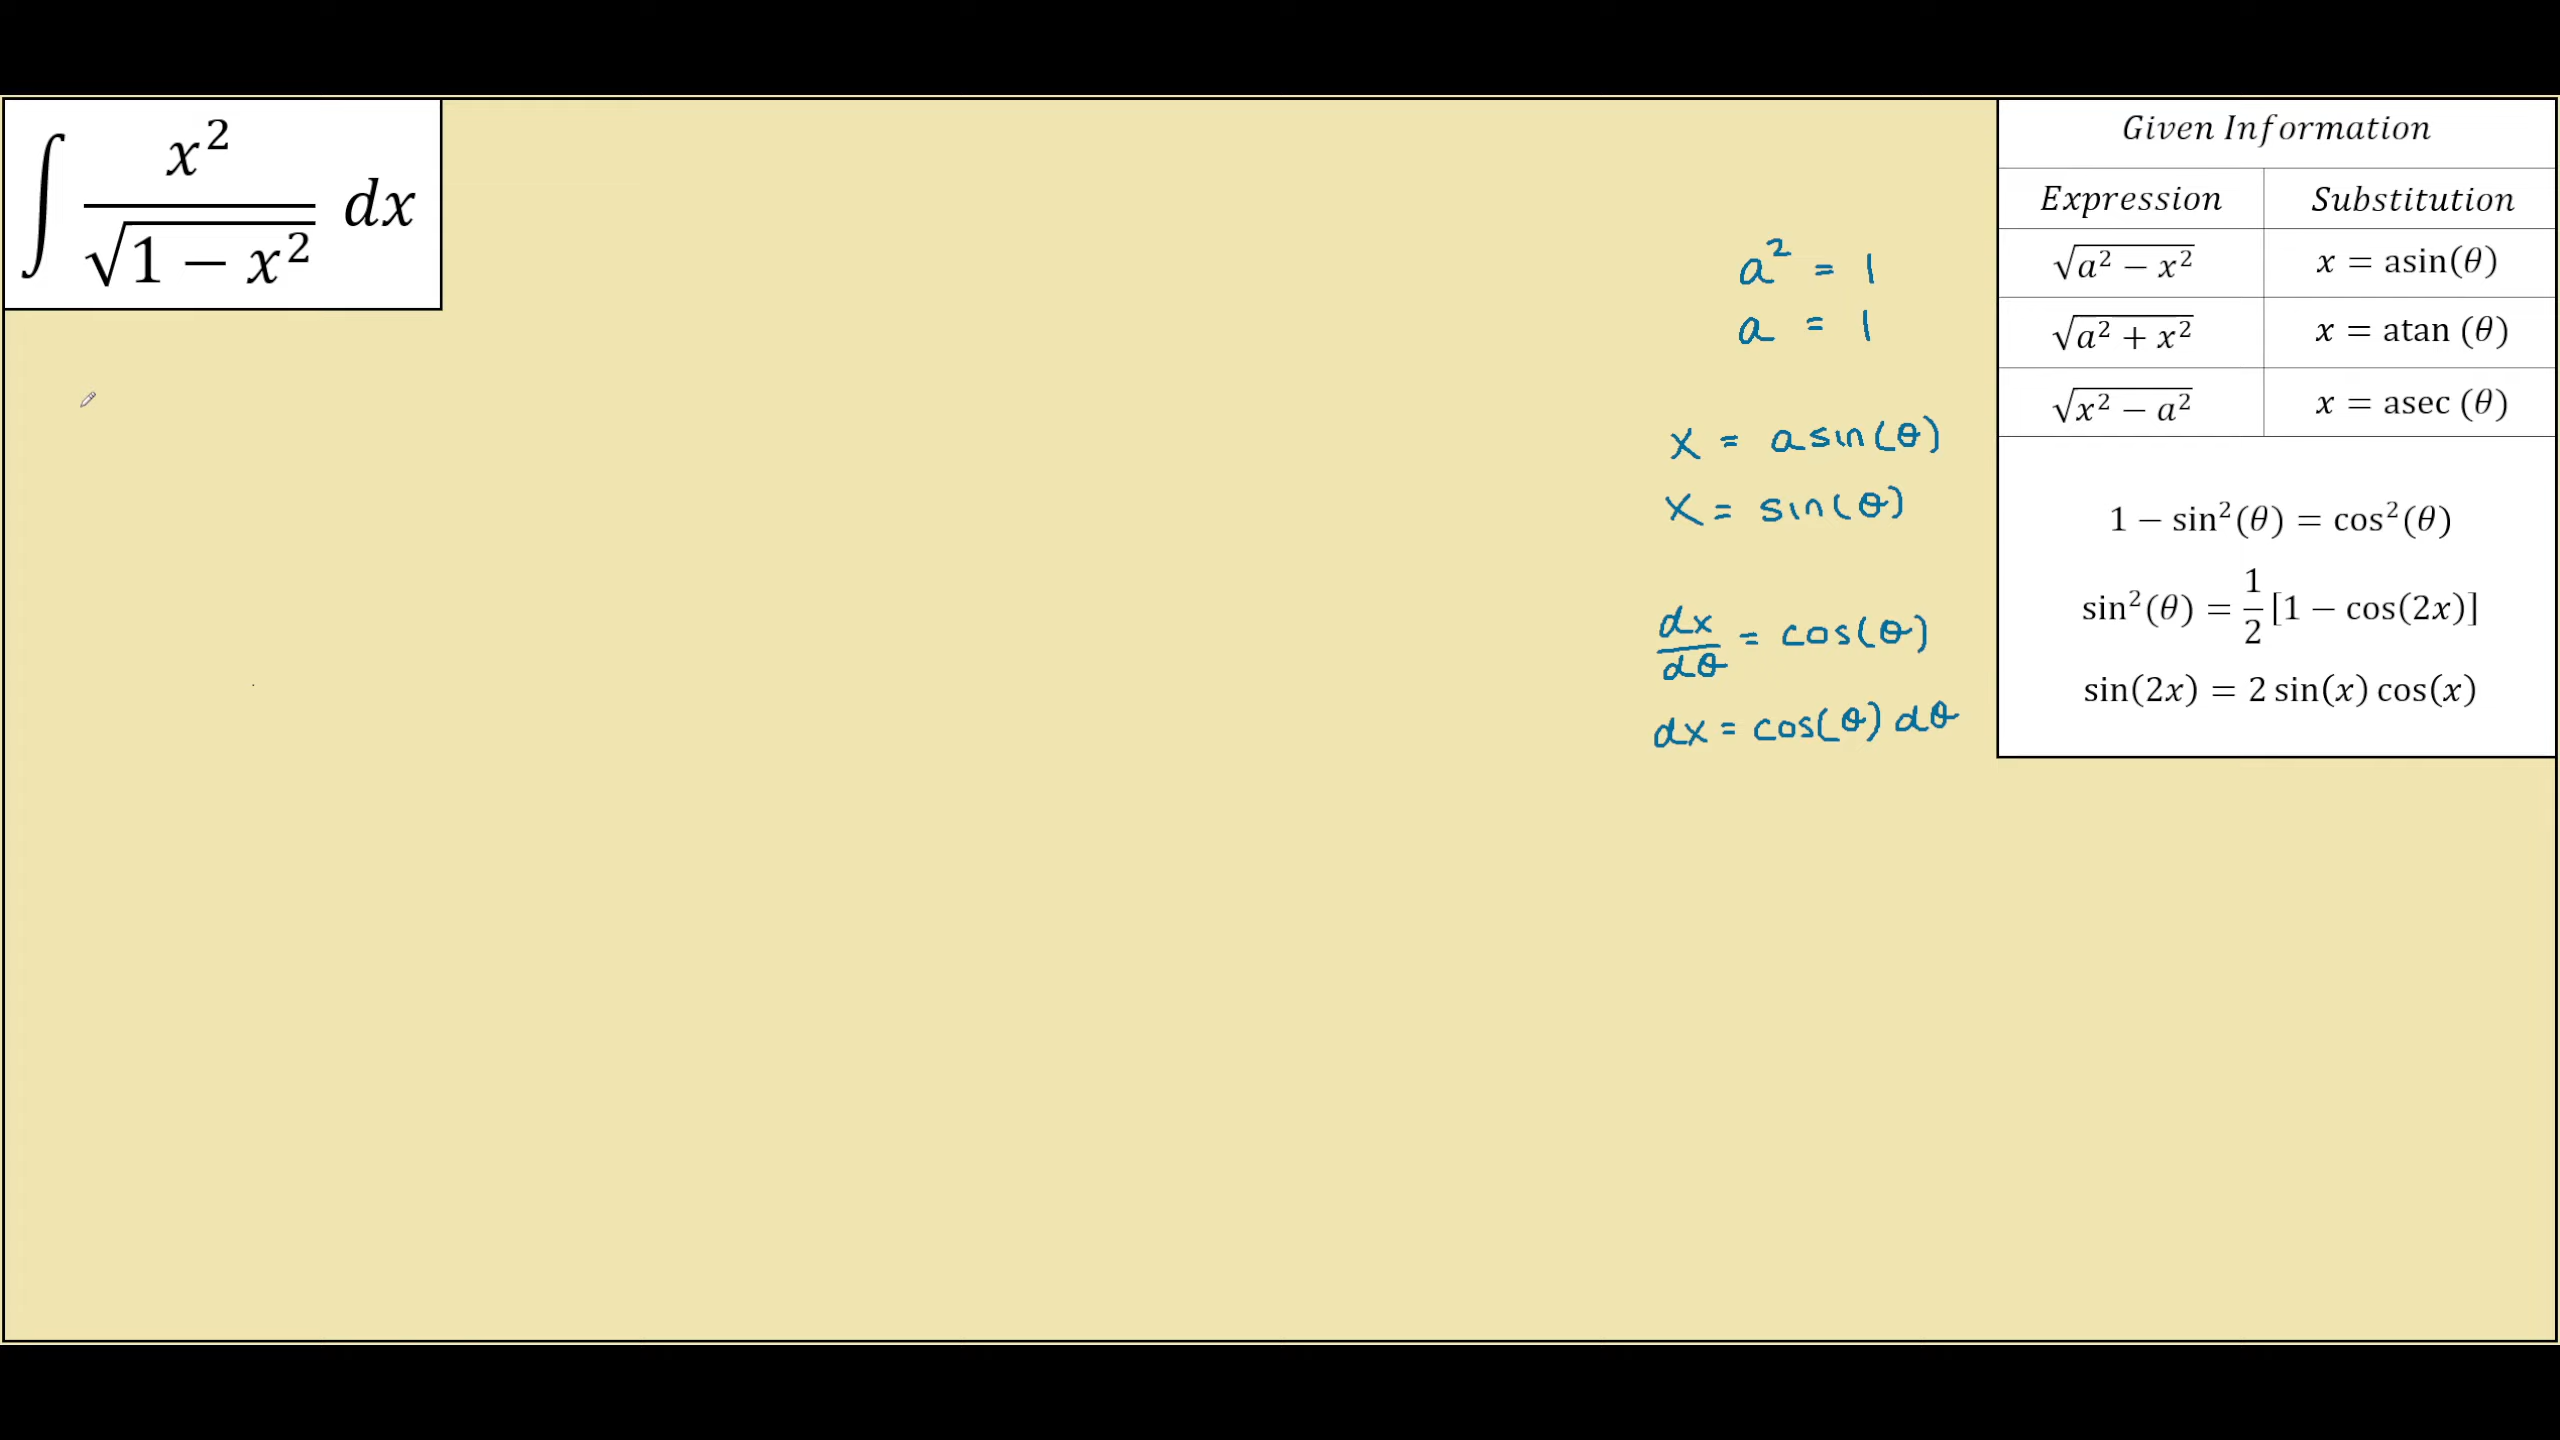 ∫ x² / √(1 − x²) dx
a² = 1
a = 1
x = a sin(θ)
x = sin(θ)
dx/dθ = cos(θ)
dx = cos(θ) dθ
Given Information
Expression Substitution
√(a² − x²) x = asin(θ)
√(a² + x²) x = atan (θ)
√(x² − a²) x = asec (θ)
1 − sin²(θ) = cos²(θ)
sin²(θ) = 1/2 [1 − cos(2x)]
sin(2x) = 2 sin(x) cos(x)